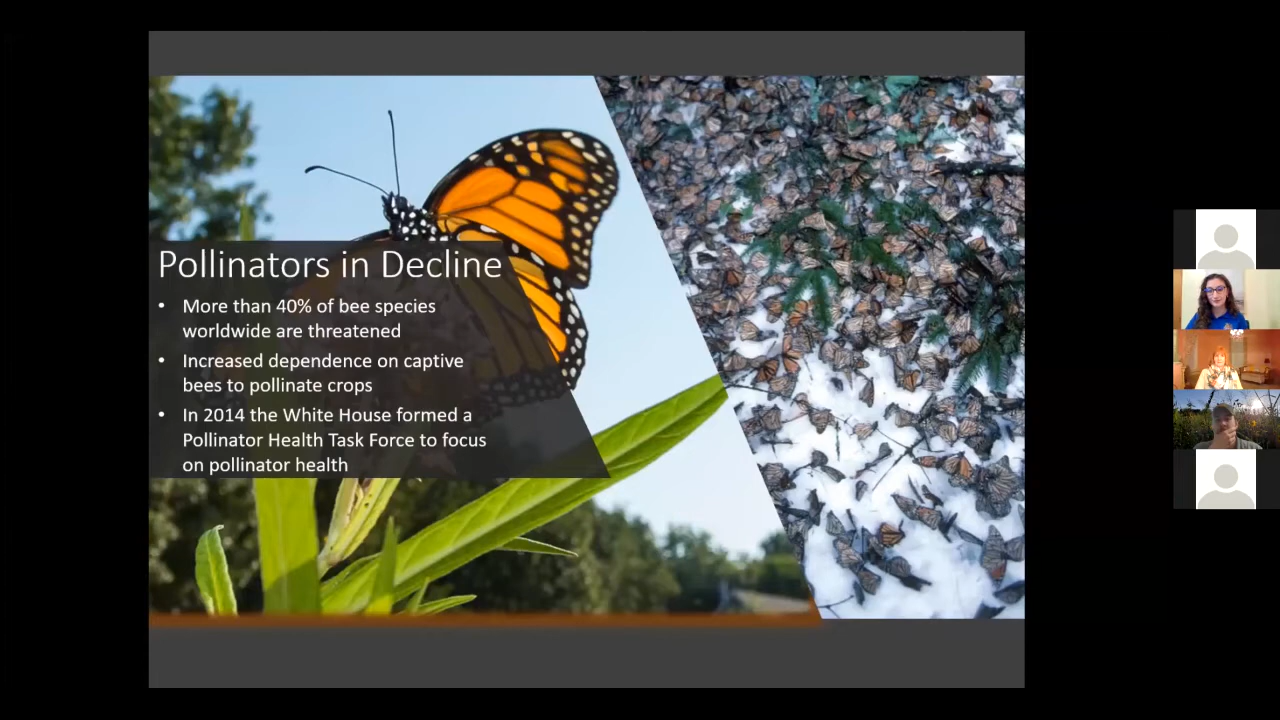 Pollinators in Decline
• More than 40% of bee species
worldwide are threatened
• Increased dependence on captive
bees to pollinate crops
• In 2014 the White House formed a
Pollinator Health Task Force to focus
on pollinator health